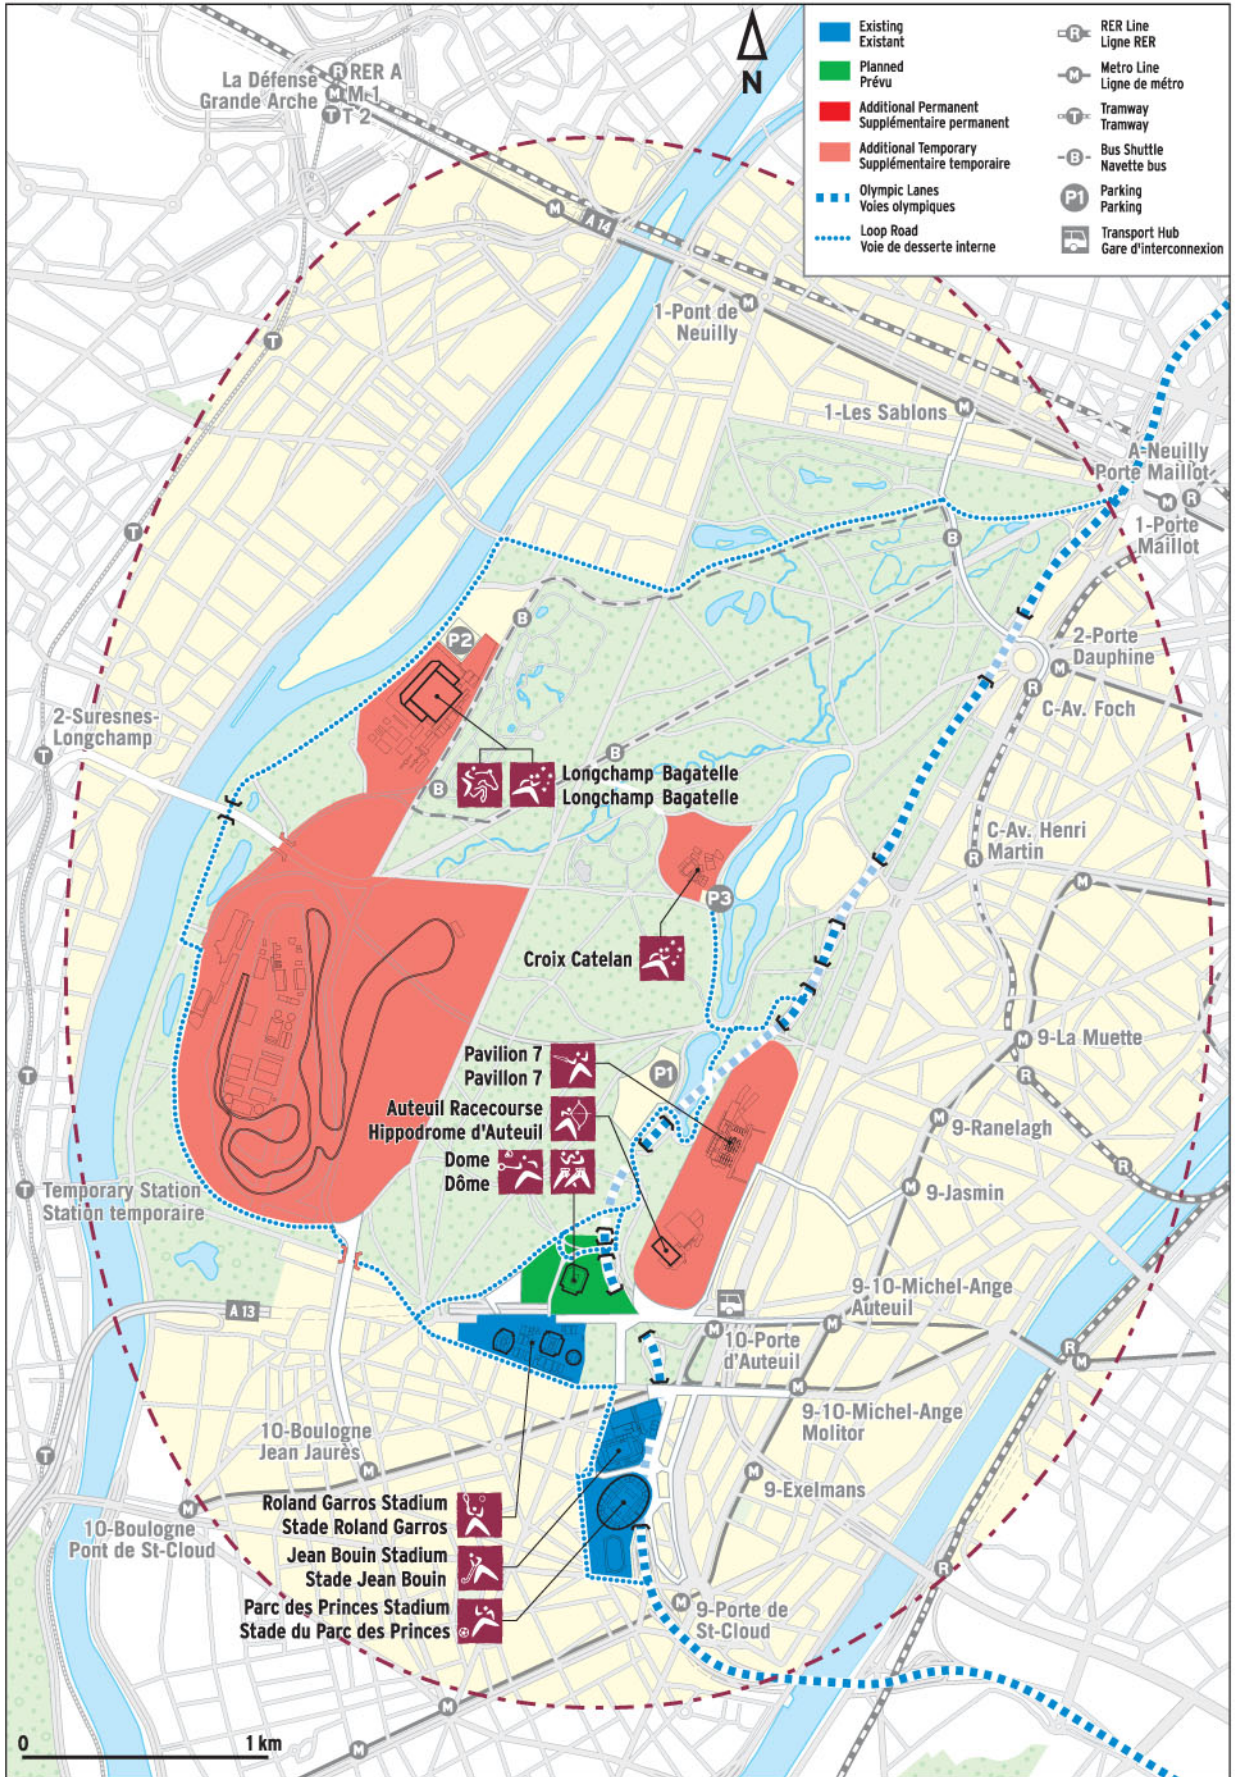 Existing
Existant
Planned
Prévu
Additional Permanent
Supplémentaire permanent
Additional Temporary
Supplémentaire temporaire
Olympic Lanes
Voies olympiques
Loop Road
Voie de desserte interne
R
RER Line
Ligne RER
M
Metro Line
Ligne de métro
T
Tramway
Tramway
B
Bus Shuttle
Navette bus
P1
Parking
Parking
Transport Hub
Gare d'interconnexion
N
La Défense
Grande Arche
R RER A
M M-1
T T 2
M
A 14
1-Pont de
Neuilly
M
T
1-Les Sablons
M
A-Neuilly
Porte Maillot
M
R
1-Porte
Maillot
T
B
B
P2
2-Porte
Dauphine
M
R
C-Av. Foch
2-Suresnes-
Longchamp
T
B
B
Longchamp Bagatelle
Longchamp Bagatelle
C-Av. Henri
Martin
R
M
P3
Croix Catelan
M
9-La Muette
Pavilion 7
Pavillon 7
P1
R
T
Auteuil Racecourse
Hippodrome d'Auteuil
M
9-Ranelagh
Dome
Dôme
R
M
9-Jasmin
T
Temporary Station
Station temporaire
A 13
9-10-Michel-Ange
Auteuil
M
M
10-Porte
d'Auteuil
R
M
M
9-10-Michel-Ange
Molitor
10-Boulogne
Jean Jaurès
M
T
M
9-Exelmans
M
10-Boulogne
Pont de St-Cloud
Roland Garros Stadium
Stade Roland Garros
Jean Bouin Stadium
Stade Jean Bouin
R
Parc des Princes Stadium
Stade du Parc des Princes
M
9-Porte de
St-Cloud
M
M
0
1 km